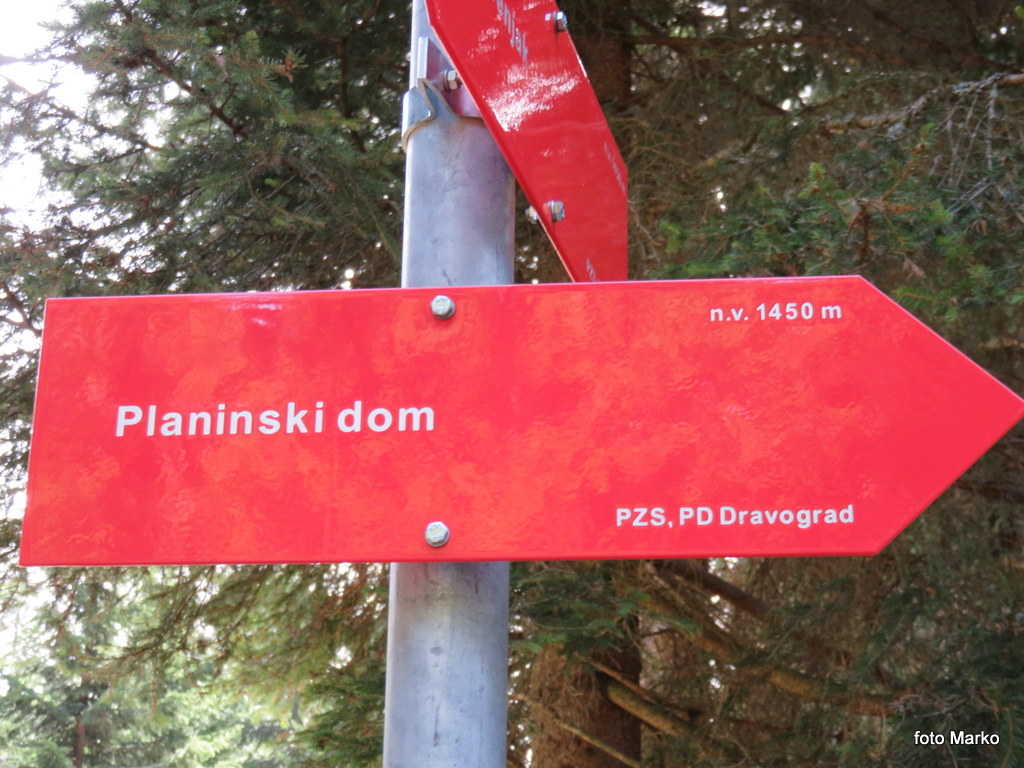 n.v. 1450 m
Planinski dom
PZS, PD Dravograd
foto Marko